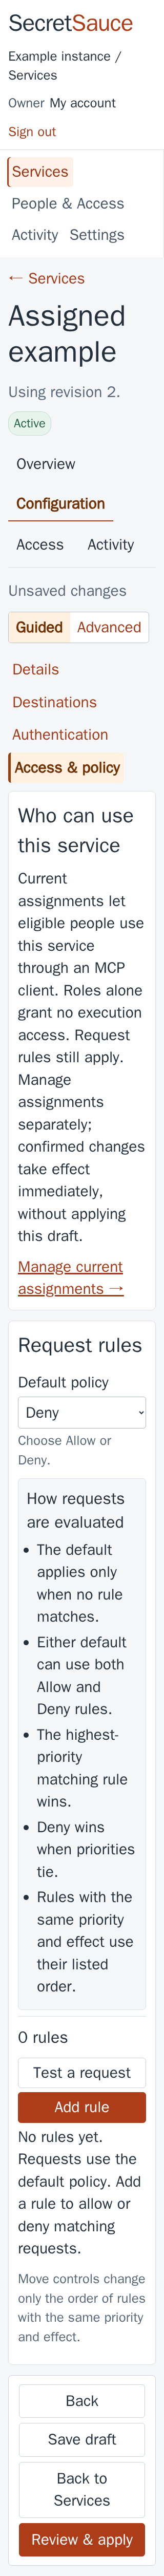 SecretSauce
Example instance /
Services
Owner My account
Sign out
Services
People & Access
Activity Settings
← Services
Assigned
example
Using revision 2.
Active
Overview
Configuration
Access Activity
Unsaved changes
Guided Advanced
Details
Destinations
Authentication
Access & policy
Who can use
this service
Current
assignments let
eligible people use
this service
through an MCP
client. Roles alone
grant no execution
access. Request
rules still apply.
Manage
assignments
separately;
confirmed changes
take effect
immediately,
without applying
this draft.
Manage current
assignments →
Request rules
Default policy
Deny
Choose Allow or
Deny.
How requests
are evaluated
• The default
applies only
when no rule
matches.
• Either default
can use both
Allow and
Deny rules.
• The highest-
priority
matching rule
wins.
• Deny wins
when priorities
tie.
• Rules with the
same priority
and effect use
their listed
order.
0 rules
Test a request
Add rule
No rules yet.
Requests use the
default policy. Add
a rule to allow or
deny matching
requests.
Move controls change
only the order of rules
with the same priority
and effect.
Back
Save draft
Back to
Services
Review & apply